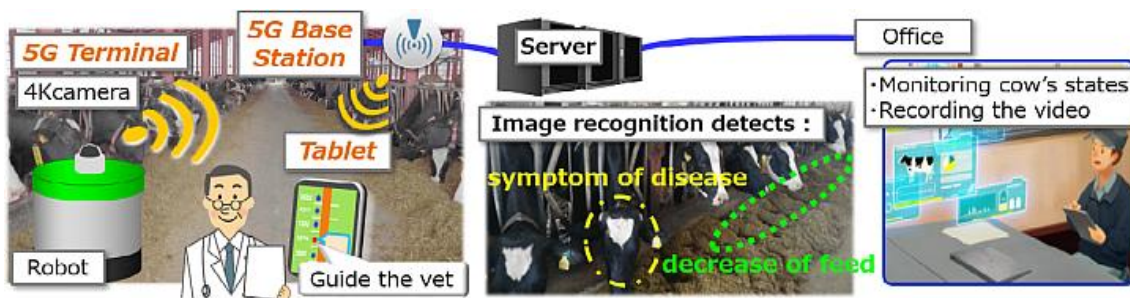 5G Terminal
4Kcamera
Robot
5G Base
Station
Tablet
Guide the vet
Server
Image recognition detects :
symptom of disease
decrease of feed
Office
・Monitoring cow's states
・Recording the video